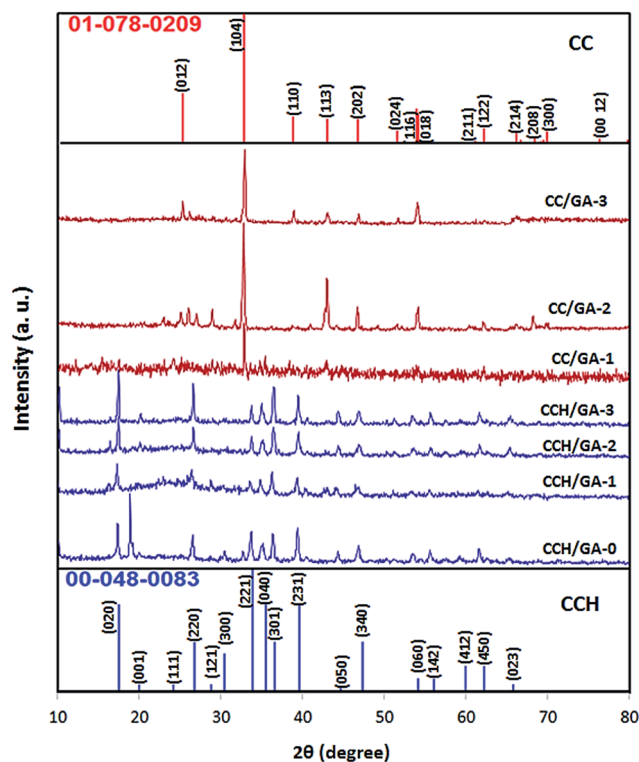 01-078-0209
CC
(012)
(104)
(110)
(113)
(202)
(024)
116)
(018)
(211)
(122)
(214)
(208)
(300)
(00 12)
CC/GA-3
CC/GA-2
CC/GA-1
CCH/GA-3
CCH/GA-2
CCH/GA-1
CCH/GA-0
Intensity (a. u.)
00-048-0083
CCH
(020)
(001)
(111)
(220)
(121)
(300)
(221)
(040)
(301)
(231)
(050)
(340)
(060)
(142)
(412)
(450)
(023)
10 20 30 40 50 60 70 80
2θ (degree)